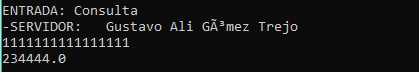 ENTRADA: Consulta
-SERVIDOR:   Gustavo Ali GÃ³mez Trejo
1111111111111111
234444.0